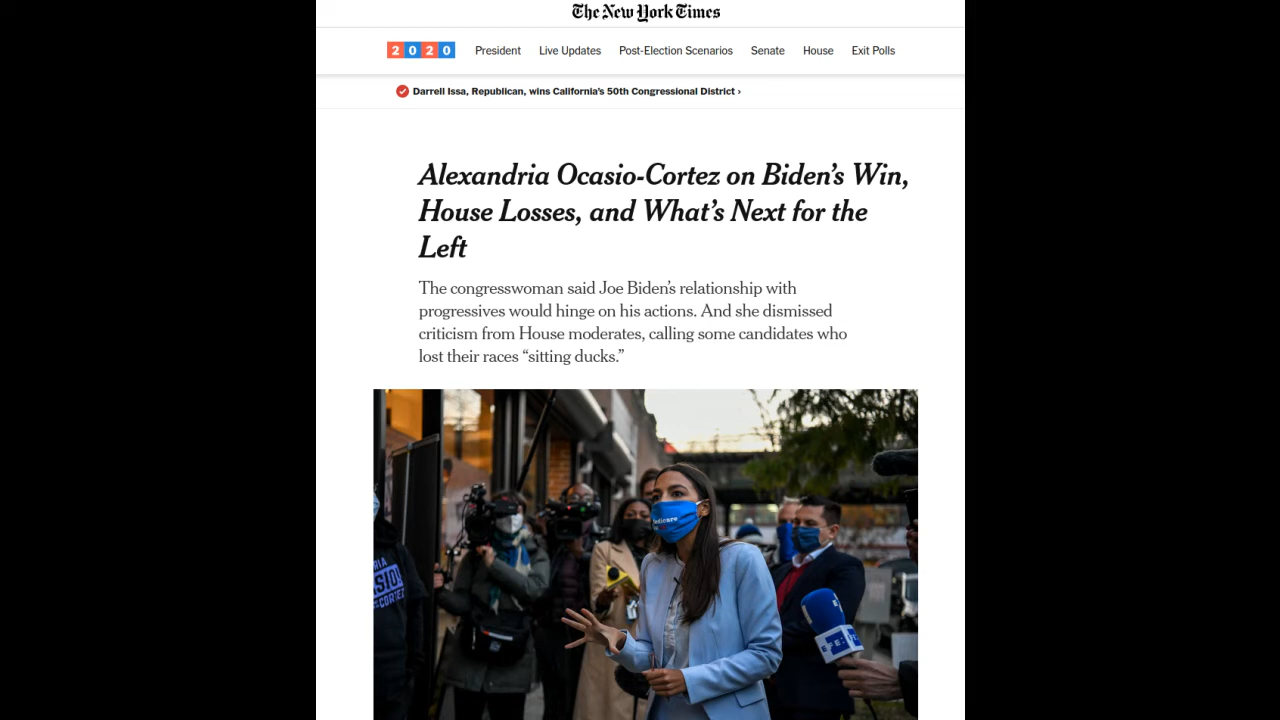 The New York Times
2020 President Live Updates Post-Election Scenarios Senate House Exit Polls
Darrell Issa, Republican, wins California’s 50th Congressional District ›
Alexandria Ocasio-Cortez on Biden’s Win,
House Losses, and What’s Next for the
Left
The congresswoman said Joe Biden’s relationship with
progressives would hinge on his actions. And she dismissed
criticism from House moderates, calling some candidates who
lost their races “sitting ducks.”
EFE: